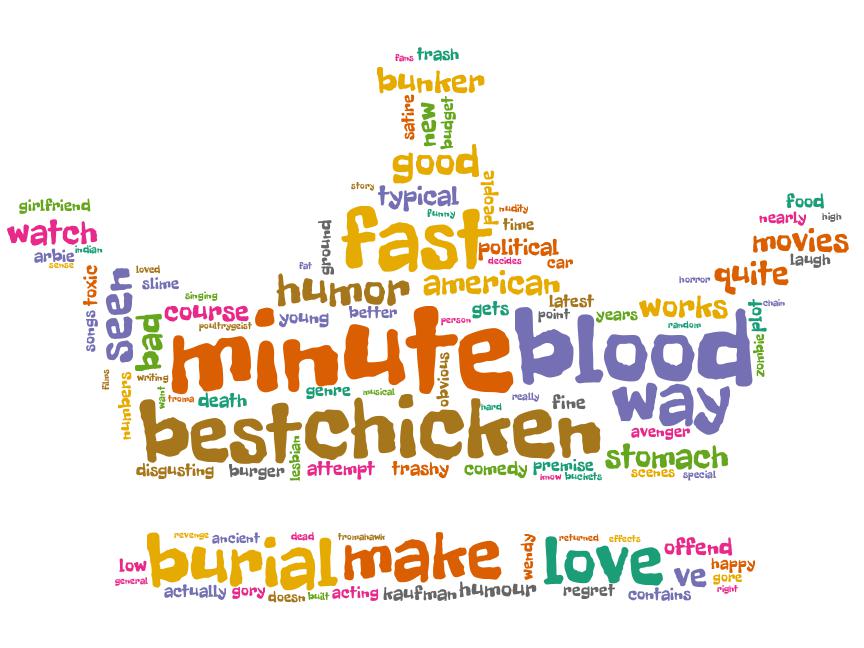 fans trash
bunker
satire new budget
good
story typical people
funny nudity
fast time
girlfriend
watch
arbie indian
sense
food
nearly high
movies
laugh
ground political
decides car
fat humor american
horror quite
toxic seen loved
slime
singing latest
course young better gets point years works
poultrygeist person random
songs bad minute blood plot chain
zombie
films writing
numbers want troma death genre musical obvious really fine way
hard
best chicken
avenger
disgusting burger lesbian attempt trashy comedy premise stomach
imow buckets scenes special
revenge ancient dead tromahawk returned effects
low burial make wendy love offend
general ve happy
gore
actually gory doesn built acting kaufman humour regret contains right